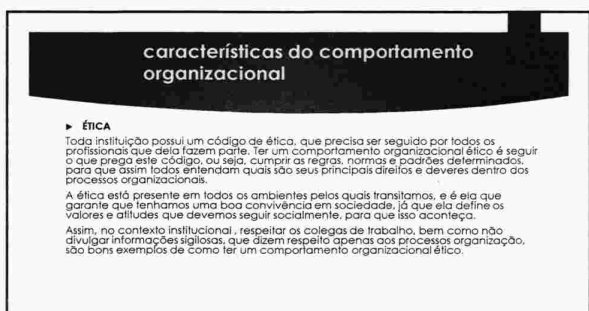 características do comportamento
organizacional
► ÉTICA
Toda instituição possui um código de ética, que precisa ser seguido por todos os
profissionais que dela fazem parte. Ter um comportamento organizacional ético é seguir
o que prega este código, ou seja, cumprir as regras, normas e padrões determinados,
para que assim todos entendam quais são seus principais direitos e deveres dentro dos
processos organizacionais.
A ética está presente em todos os ambientes pelos quais transitamos, e é ela que
garante que tenhamos uma boa convivência em sociedade, já que ela define os
valores e atitudes que devemos seguir socialmente, para que isso aconteça.
Assim, no contexto institucional , respeitar os colegas de trabalho, bem como não
divulgar informações sigilosas, que dizem respeito apenas aos processos organização,
são bons exemplos de como ter um comportamento organizacional ético.